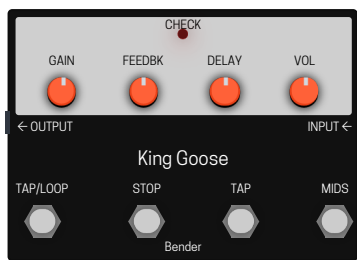 CHECK
GAIN FEEDBK DELAY VOL
← OUTPUT INPUT ←
King Goose
TAP/LOOP STOP TAP MIDS
Bender